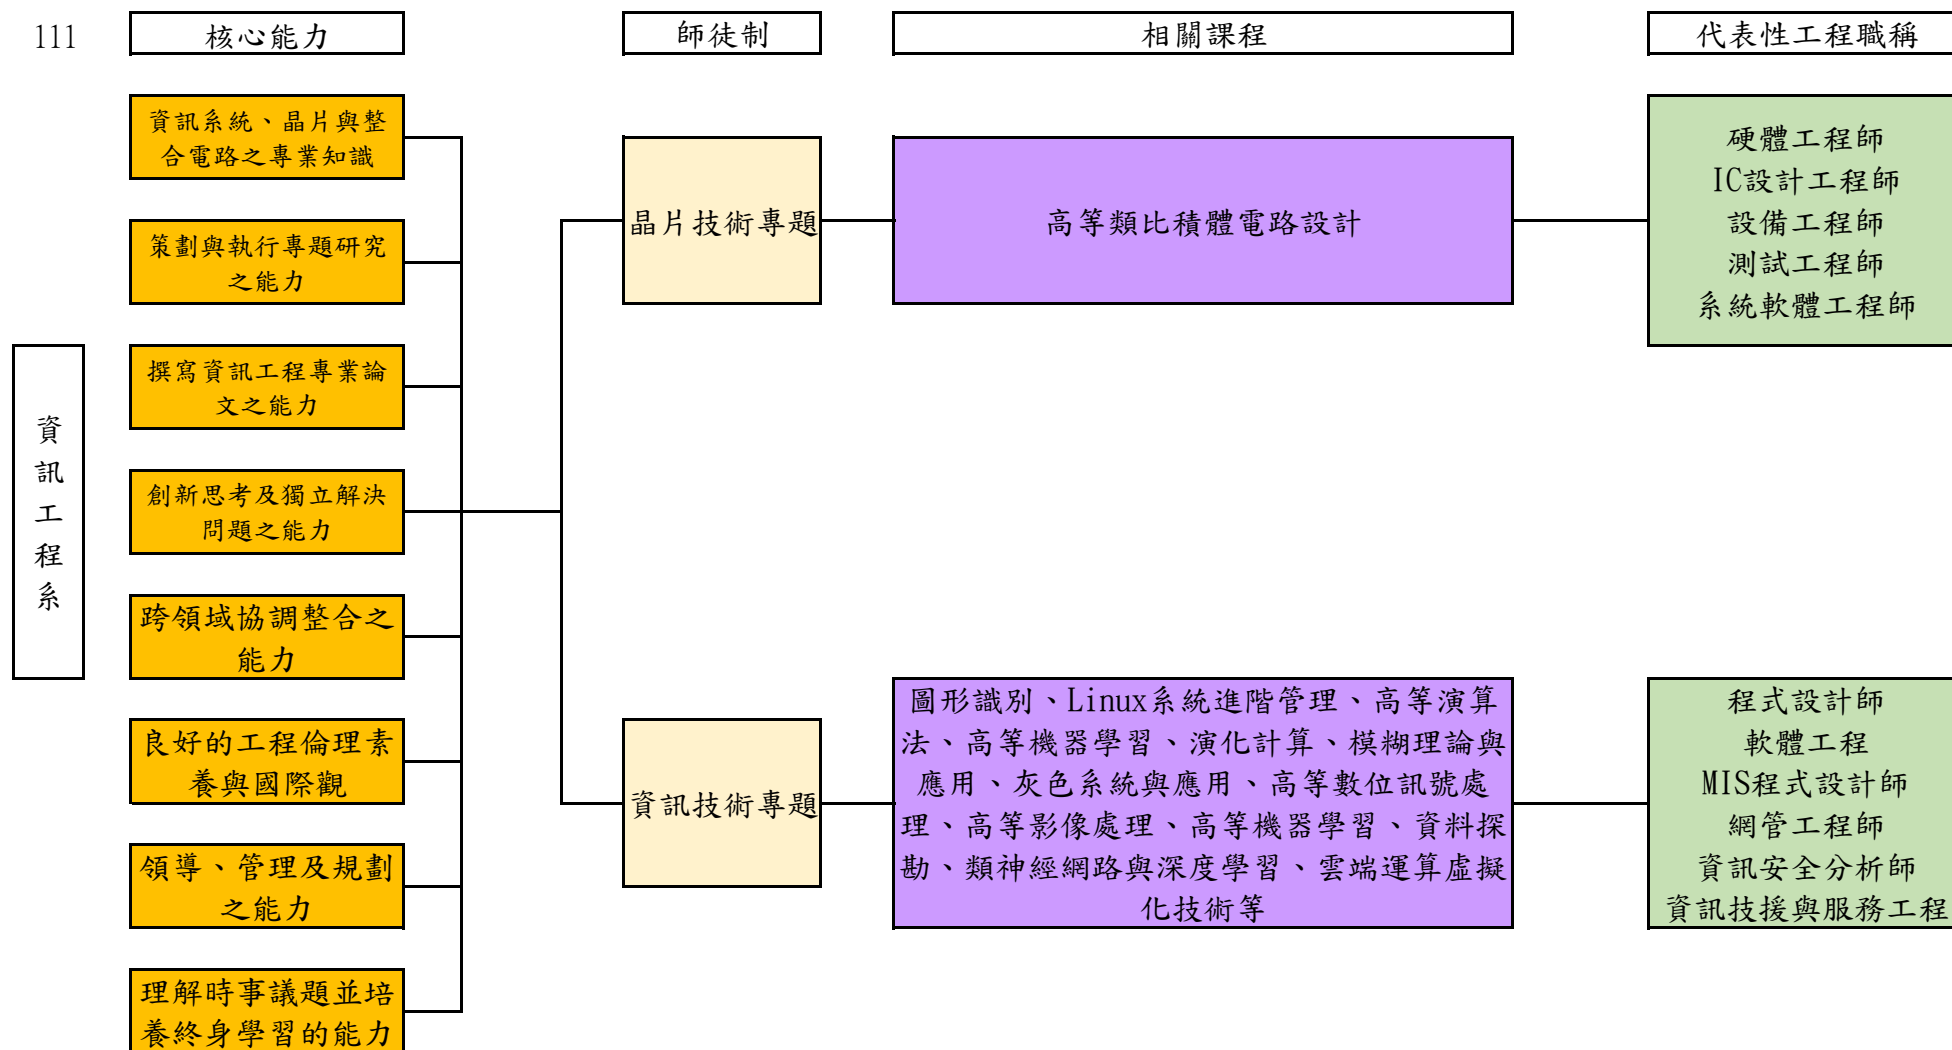 111
核心能力
師徒制
相關課程
代表性工程職稱
資訊工程系
資訊系統、晶片與整
合電路之專業知識
策劃與執行專題研究
之能力
撰寫資訊工程專業論
文之能力
創新思考及獨立解決
問題之能力
跨領域協調整合之
能力
良好的工程倫理素
養與國際觀
領導、管理及規劃
之能力
理解時事議題並培
養終身學習的能力
晶片技術專題
高等類比積體電路設計
硬體工程師
IC設計工程師
設備工程師
測試工程師
系統軟體工程師
資訊技術專題
圖形識別、Linux系統進階管理、高等演算
法、高等機器學習、演化計算、模糊理論與
應用、灰色系統與應用、高等數位訊號處
理、高等影像處理、高等機器學習、資料探
勘、類神經網路與深度學習、雲端運算虛擬
化技術等
程式設計師
軟體工程
MIS程式設計師
網管工程師
資訊安全分析師
資訊技援與服務工程